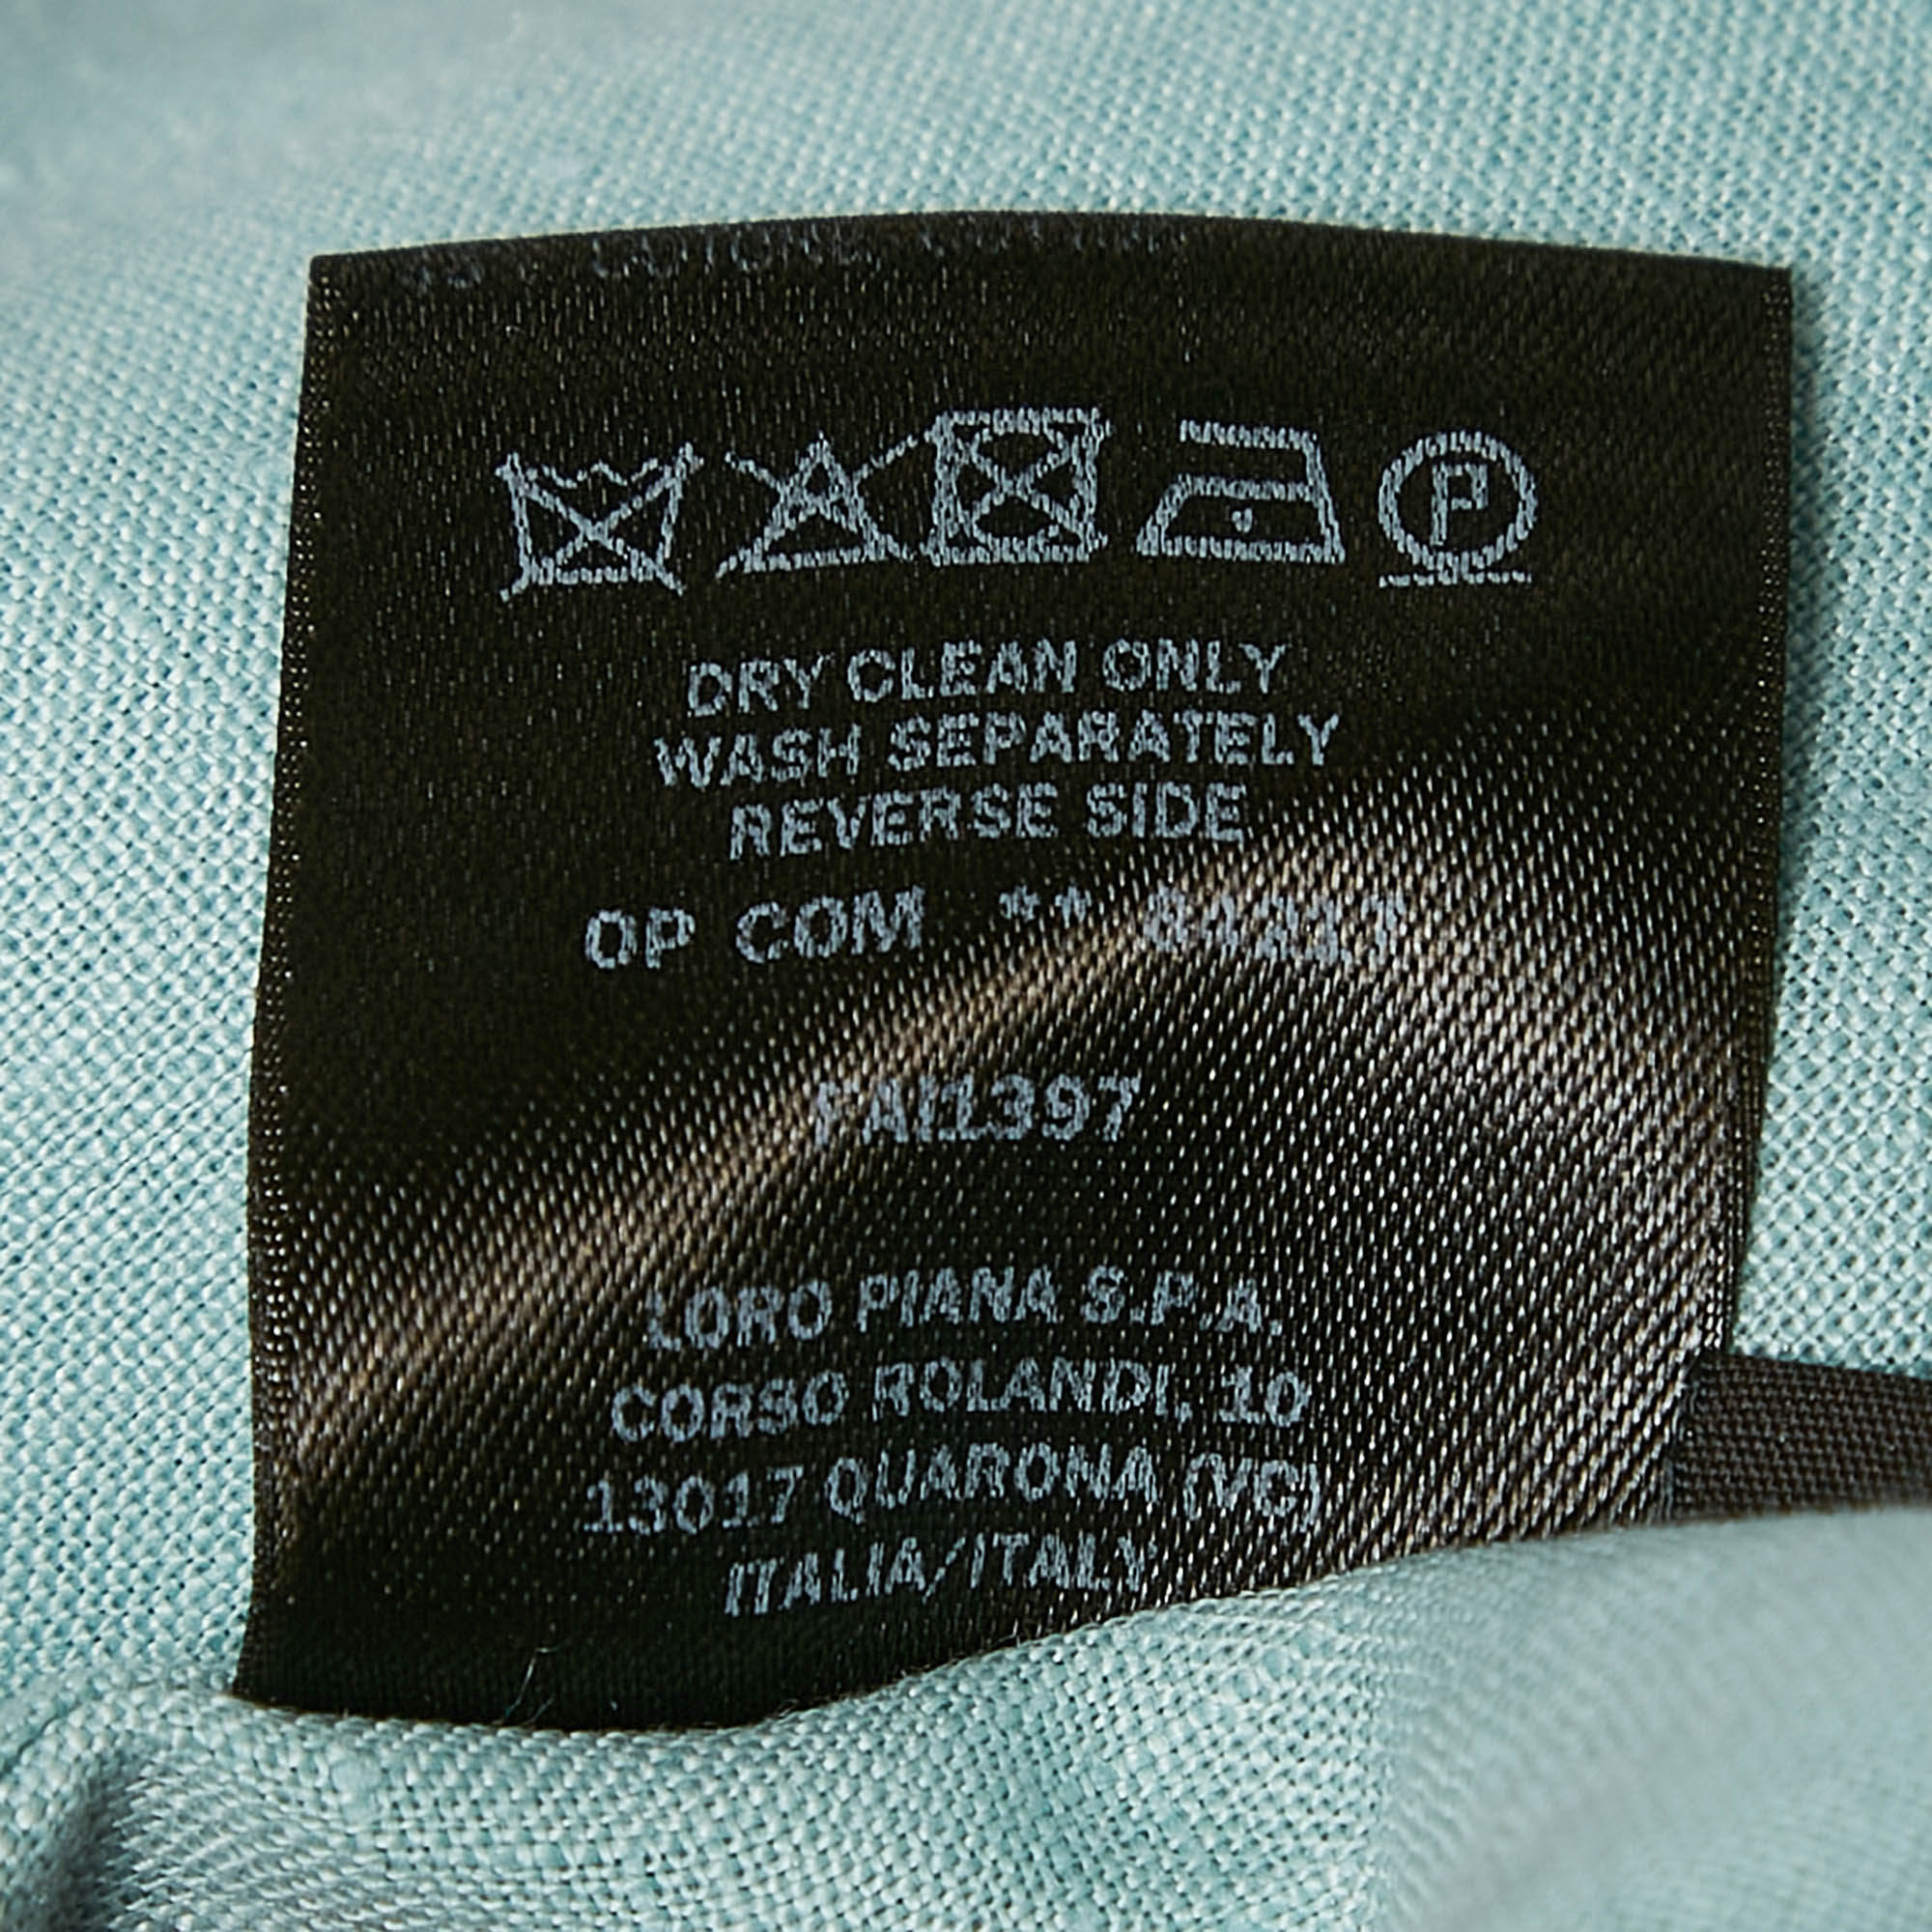 P
DRY CLEAN ONLY
WASH SEPARATELY
REVERSE SIDE
OP COM **
FAI1397
LORO PIANA S.P.A.
CORSO ROLANDI, 10
13017 QUARONA (VC)
ITALIA/ITALY